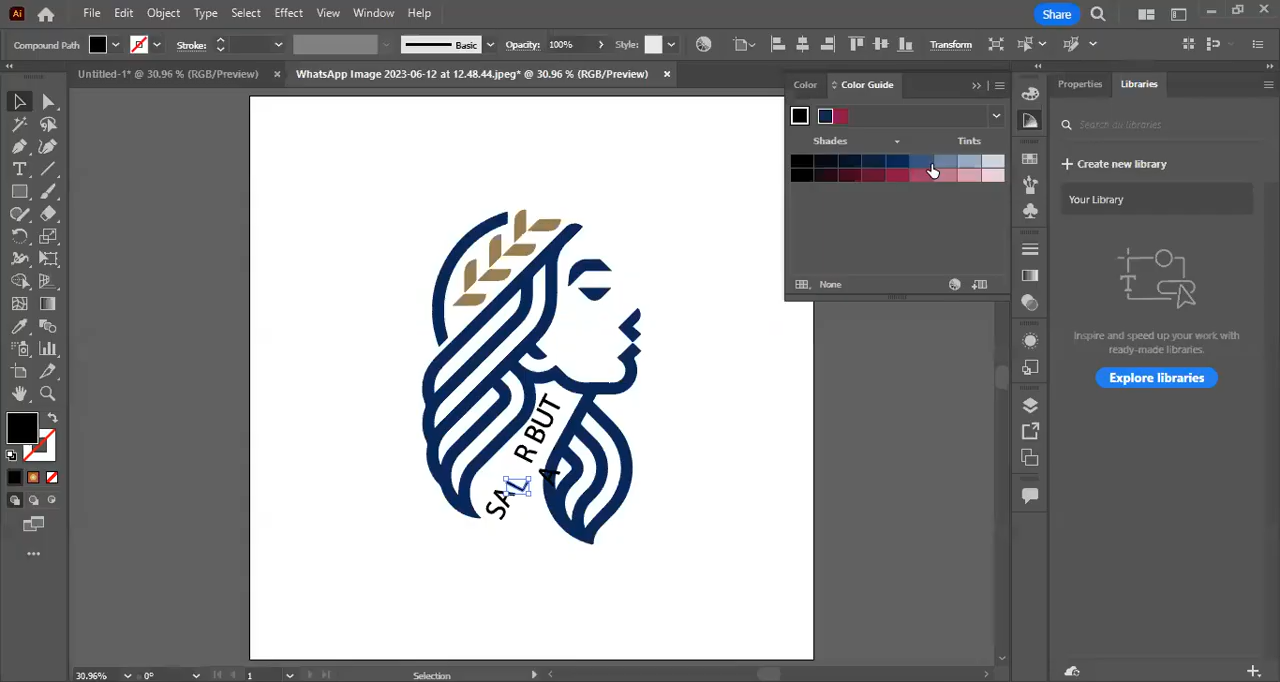 Ai File Edit Object Type Select Effect View Window Help Share
Compound Path Stroke: Basic Opacity: 100% Style: Transform
Untitled-1* @ 30.96 % (RGB/Preview) × WhatsApp Image 2023-06-12 at 12.48.44.jpeg* @ 30.96 % (RGB/Preview) ×
Color Color Guide
Properties Libraries
Shades Tints
Create new library
Your Library
None
R BUT
A
SAL
Inspire and speed up your work with
ready-made libraries.
Explore libraries
30.96% 0° 1 Selection